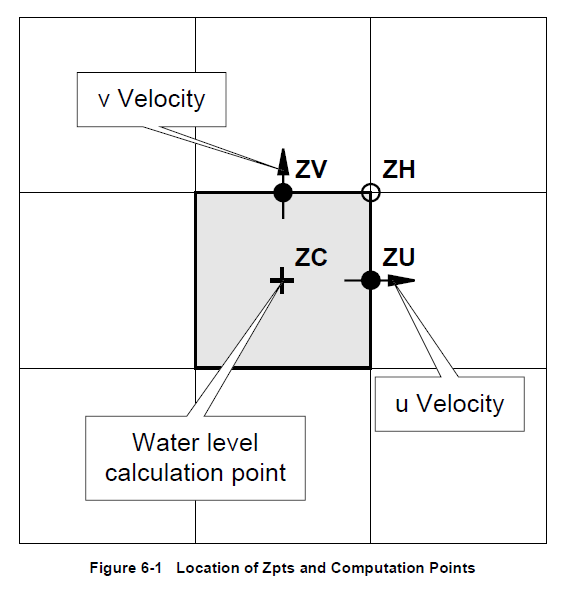 v Velocity
ZV
ZH
ZC
ZU
u Velocity
Water level
calculation point
Figure 6-1 Location of Zpts and Computation Points